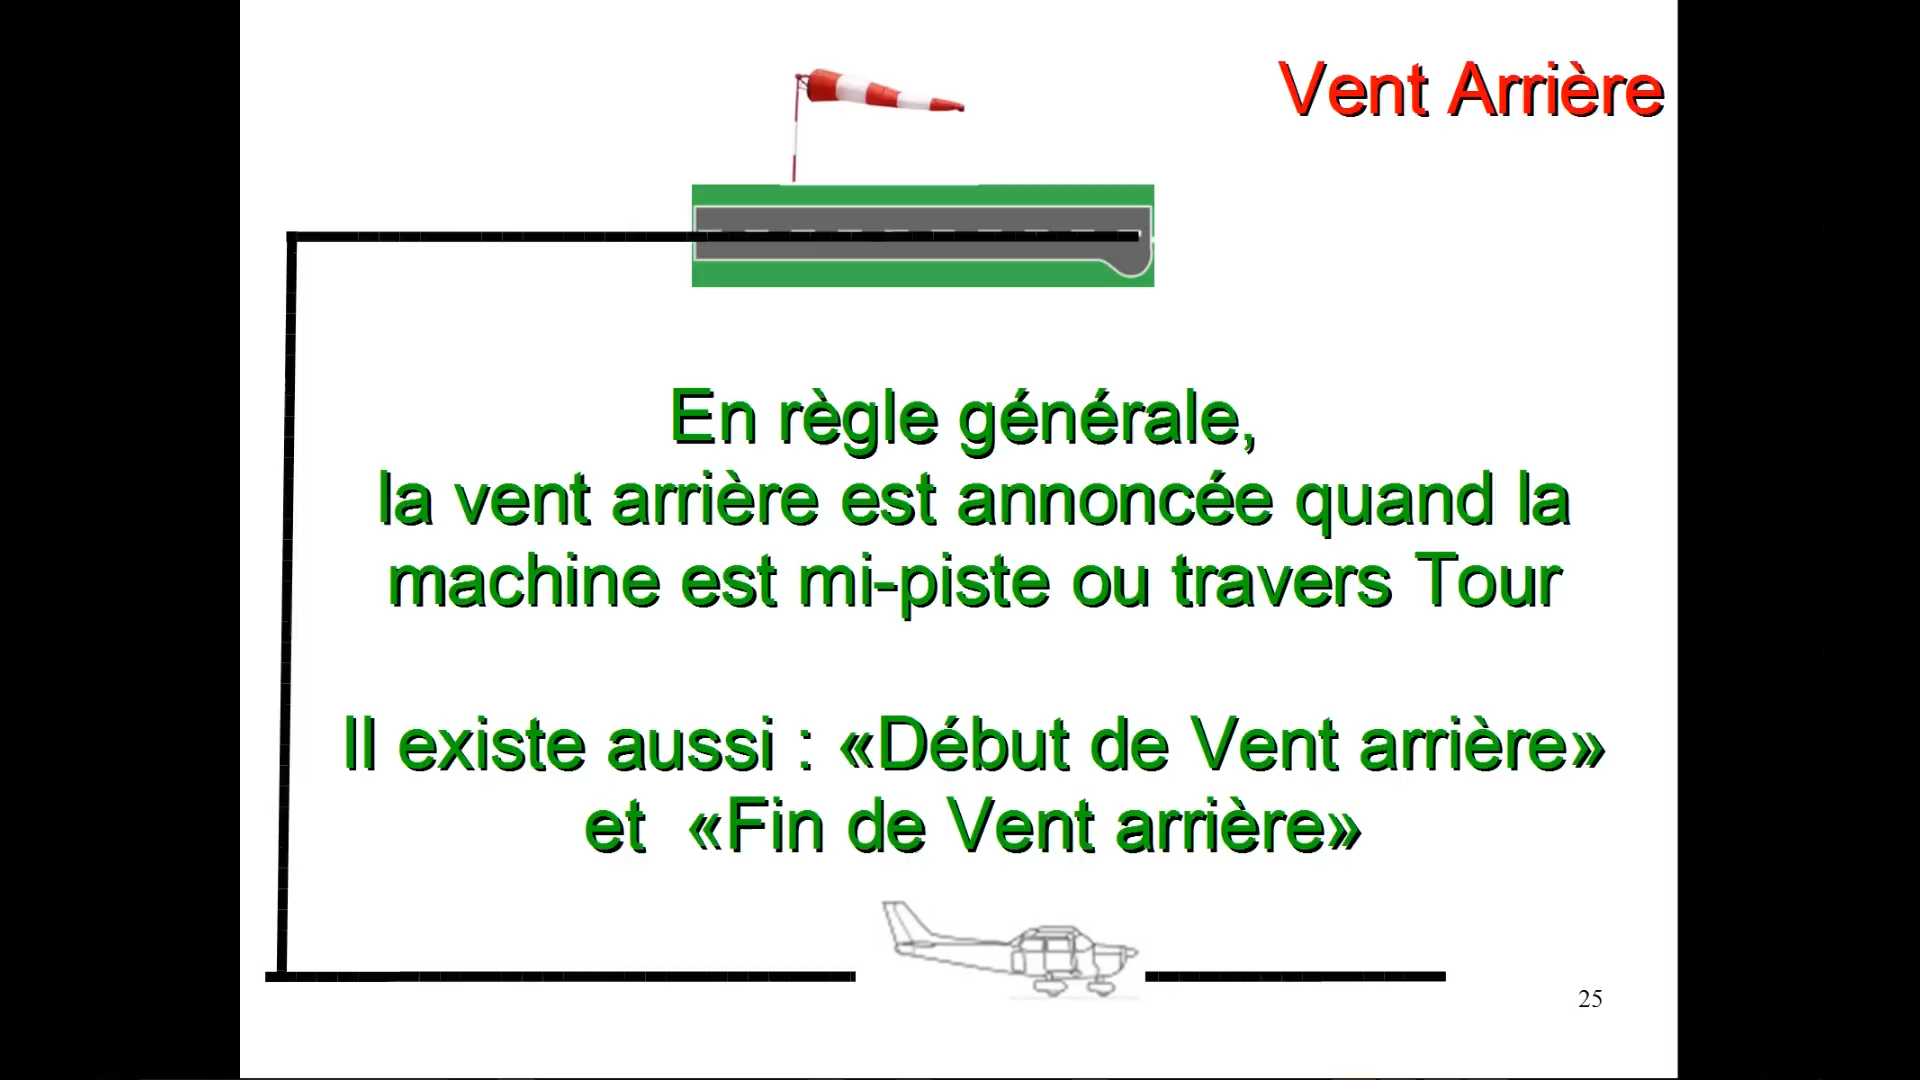 Vent Arrière
En règle générale,
la vent arrière est annoncée quand la
machine est mi-piste ou travers Tour
Il existe aussi : «Début de Vent arrière»
et «Fin de Vent arrière»
25